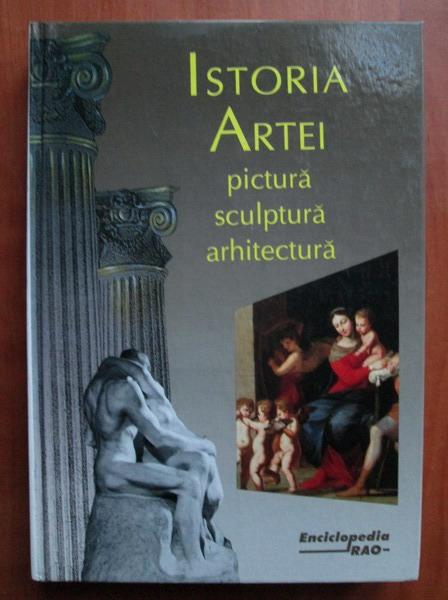 ISTORIA
ARTEI
pictură
sculptură
arhitectură
Enciclopedia
RAO